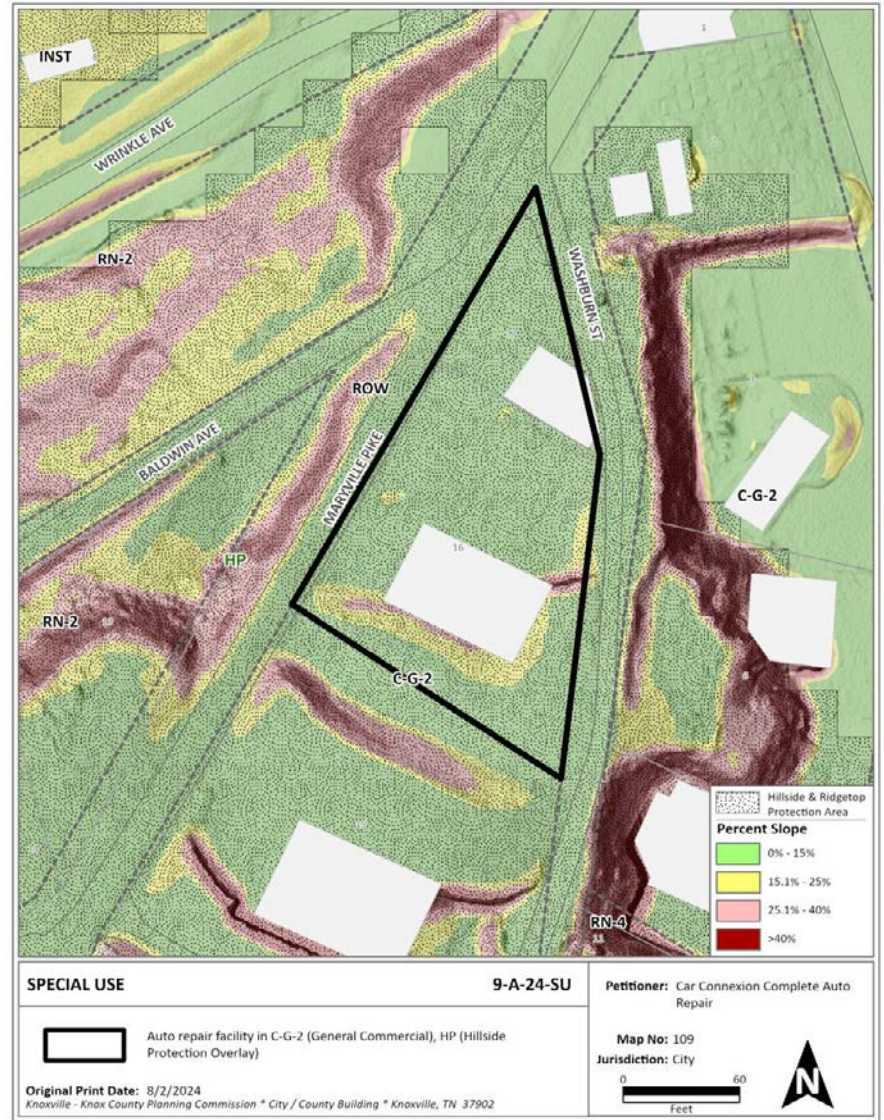 INST
1
WRINKLE AVE
RN-2
WASHBURN ST
ROW
BALDWIN AVE
MARYVILLE PIKE
C-G-2
16
HP
RN-2
C-G-2
RN-4
11
Hillside & Ridgetop
Protection Area
Percent Slope
0% - 15%
15.1% - 25%
25.1% - 40%
>40%
SPECIAL USE
9-A-24-SU
Auto repair facility in C-G-2 (General Commercial), HP (Hillside
Protection Overlay)
Original Print Date: 8/2/2024
Knoxville - Knox County Planning Commission * City / County Building * Knoxville, TN 37902
Petitioner: Car Connexion Complete Auto
Repair
Map No: 109
Jurisdiction: City
0 60
Feet
N